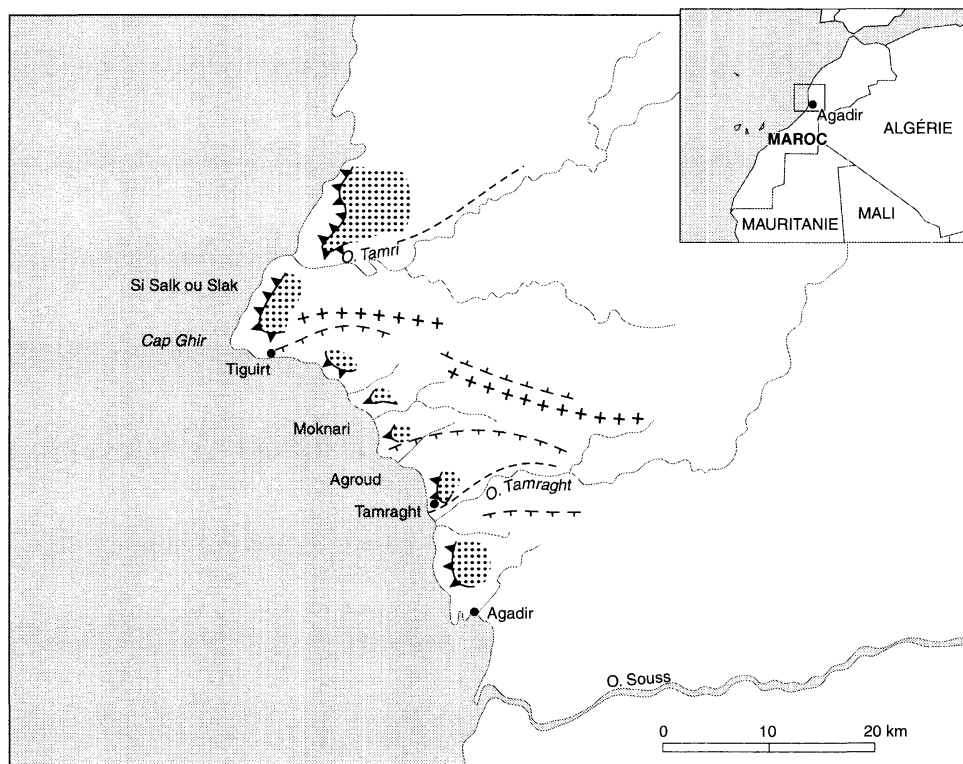 Agadir
ALGÉRIE
MAROC
MAURITANIE
MALI
O. Tamri
Si Salk ou Slak
Cap Ghir
Tiguirt
Moknari
Agroud
O. Tamraght
Tamraght
Agadir
O. Souss
0 10 20 km